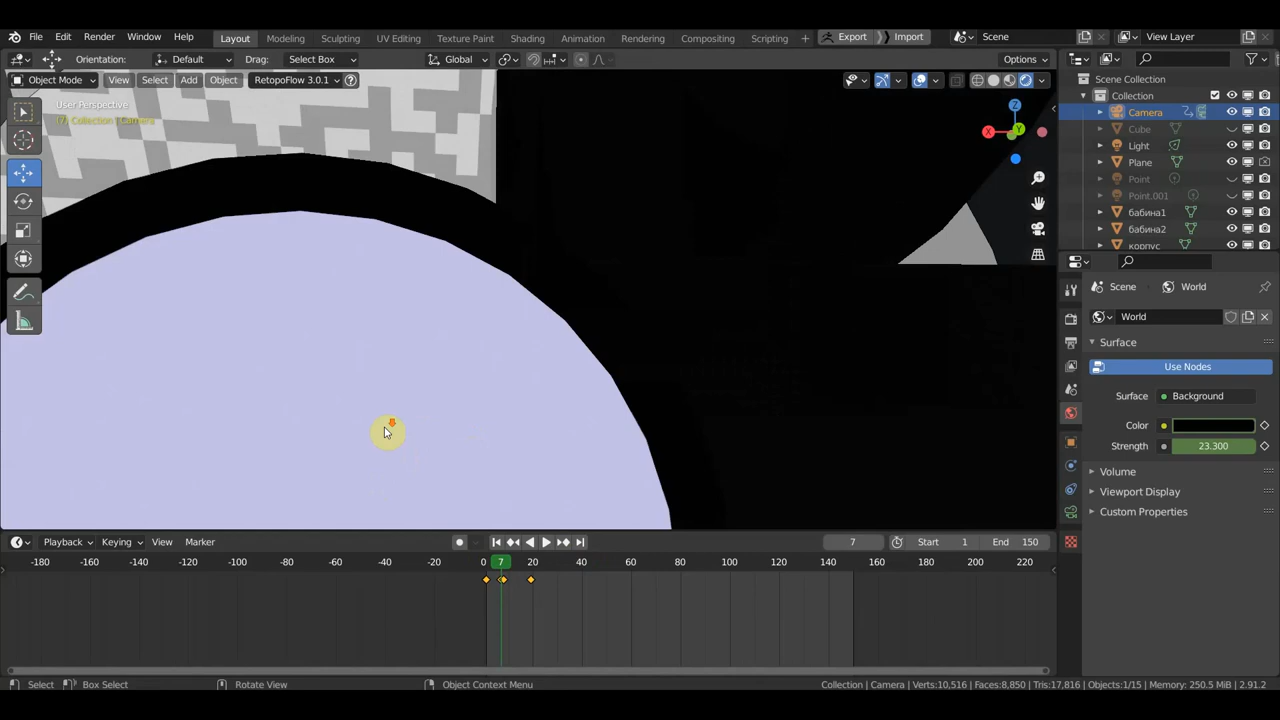 File Edit Render Window Help Layout Modeling Sculpting UV Editing Texture Paint Shading Animation Rendering Compositing Scripting + Export Import Scene View Layer
Orientation: Default Drag: Select Box Global Options
Object Mode View Select Add Object RetopoFlow 3.0.1
User Perspective
(7) Collection | Camera
Z
X
Y
Scene Collection
Collection
Camera
Cube
Light
Plane
Point
Point.001
бабина1
бабина2
корпус
Scene World
World
Surface
Use Nodes
Surface Background
Color
Strength 23.300
Volume
Viewport Display
Custom Properties
Playback Keying View Marker 7 Start 1 End 150
-180 -160 -140 -120 -100 -80 -60 -40 -20 0 7 20 40 60 80 100 120 140 160 180 200 220
Select Box Select Rotate View Object Context Menu Collection | Camera | Verts:10,516 | Faces:8,850 | Tris:17,816 | Objects:1/15 | Memory: 250.5 MiB | 2.91.2